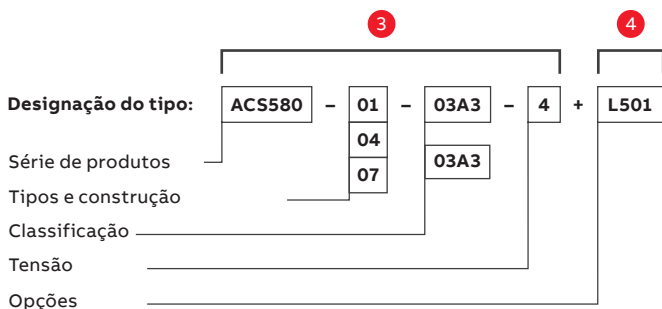 3 4
Designação do tipo: ACS580 – 01 – 03A3 – 4 + L501
04
03A3
Série de produtos
07
Tipos e construção
Classificação
Tensão
Opções